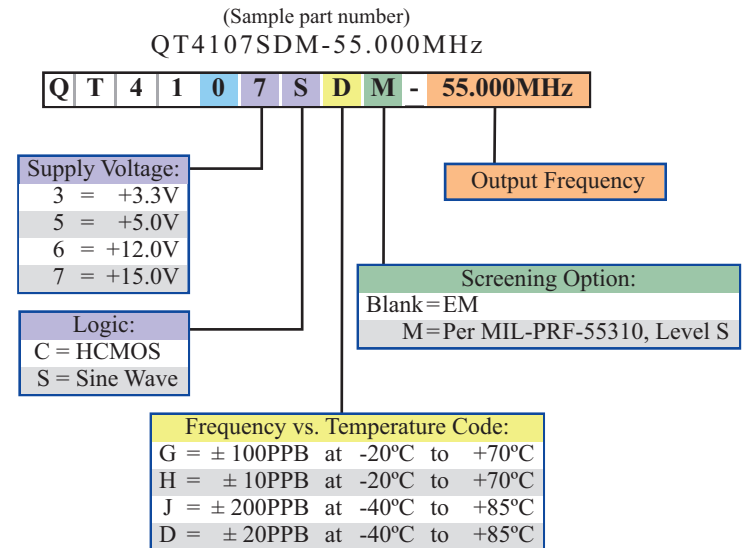 (Sample part number)
QT4107SDM-55.000MHz
Q T 4 1 0 7 S D M - 55.000MHz
Supply Voltage:
3 = +3.3V
5 = +5.0V
6 = +12.0V
7 = +15.0V
Output Frequency
Screening Option:
Blank=EM
M=Per MIL-PRF-55310, Level S
Logic:
C = HCMOS
S = Sine Wave
Frequency vs. Temperature Code:
G = ± 100PPB at -20ºC to +70ºC
H = ± 10PPB at -20ºC to +70ºC
J = ± 200PPB at -40ºC to +85ºC
D = ± 20PPB at -40ºC to +85ºC